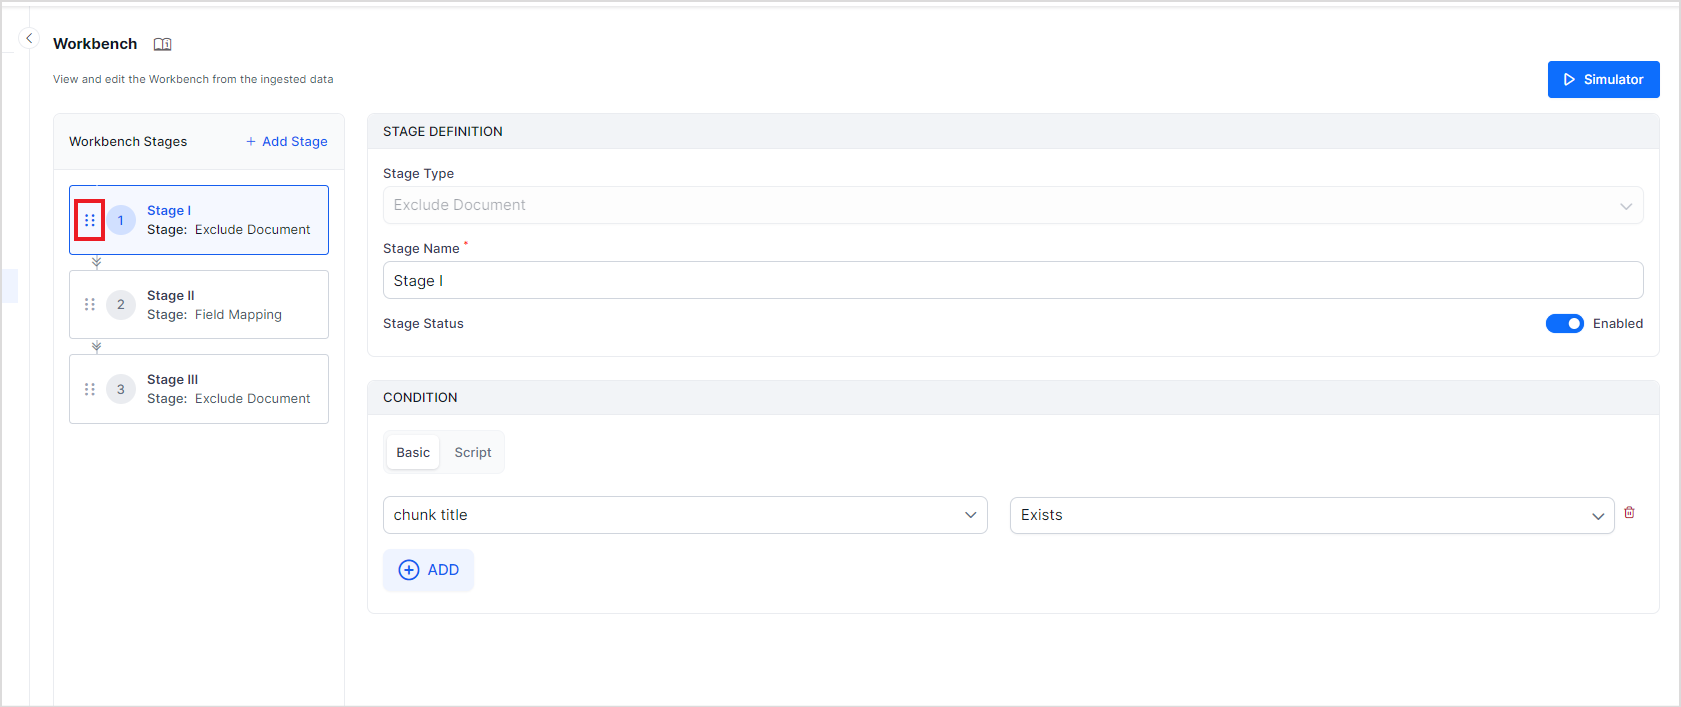 Workbench
View and edit the Workbench from the ingested data
Simulator
Workbench Stages
+ Add Stage
1
Stage I
Stage: Exclude Document
2
Stage II
Stage: Field Mapping
3
Stage III
Stage: Exclude Document
STAGE DEFINITION
Stage Type
Exclude Document
Stage Name *
Stage I
Stage Status
Enabled
CONDITION
Basic
Script
chunk title
Exists
ADD